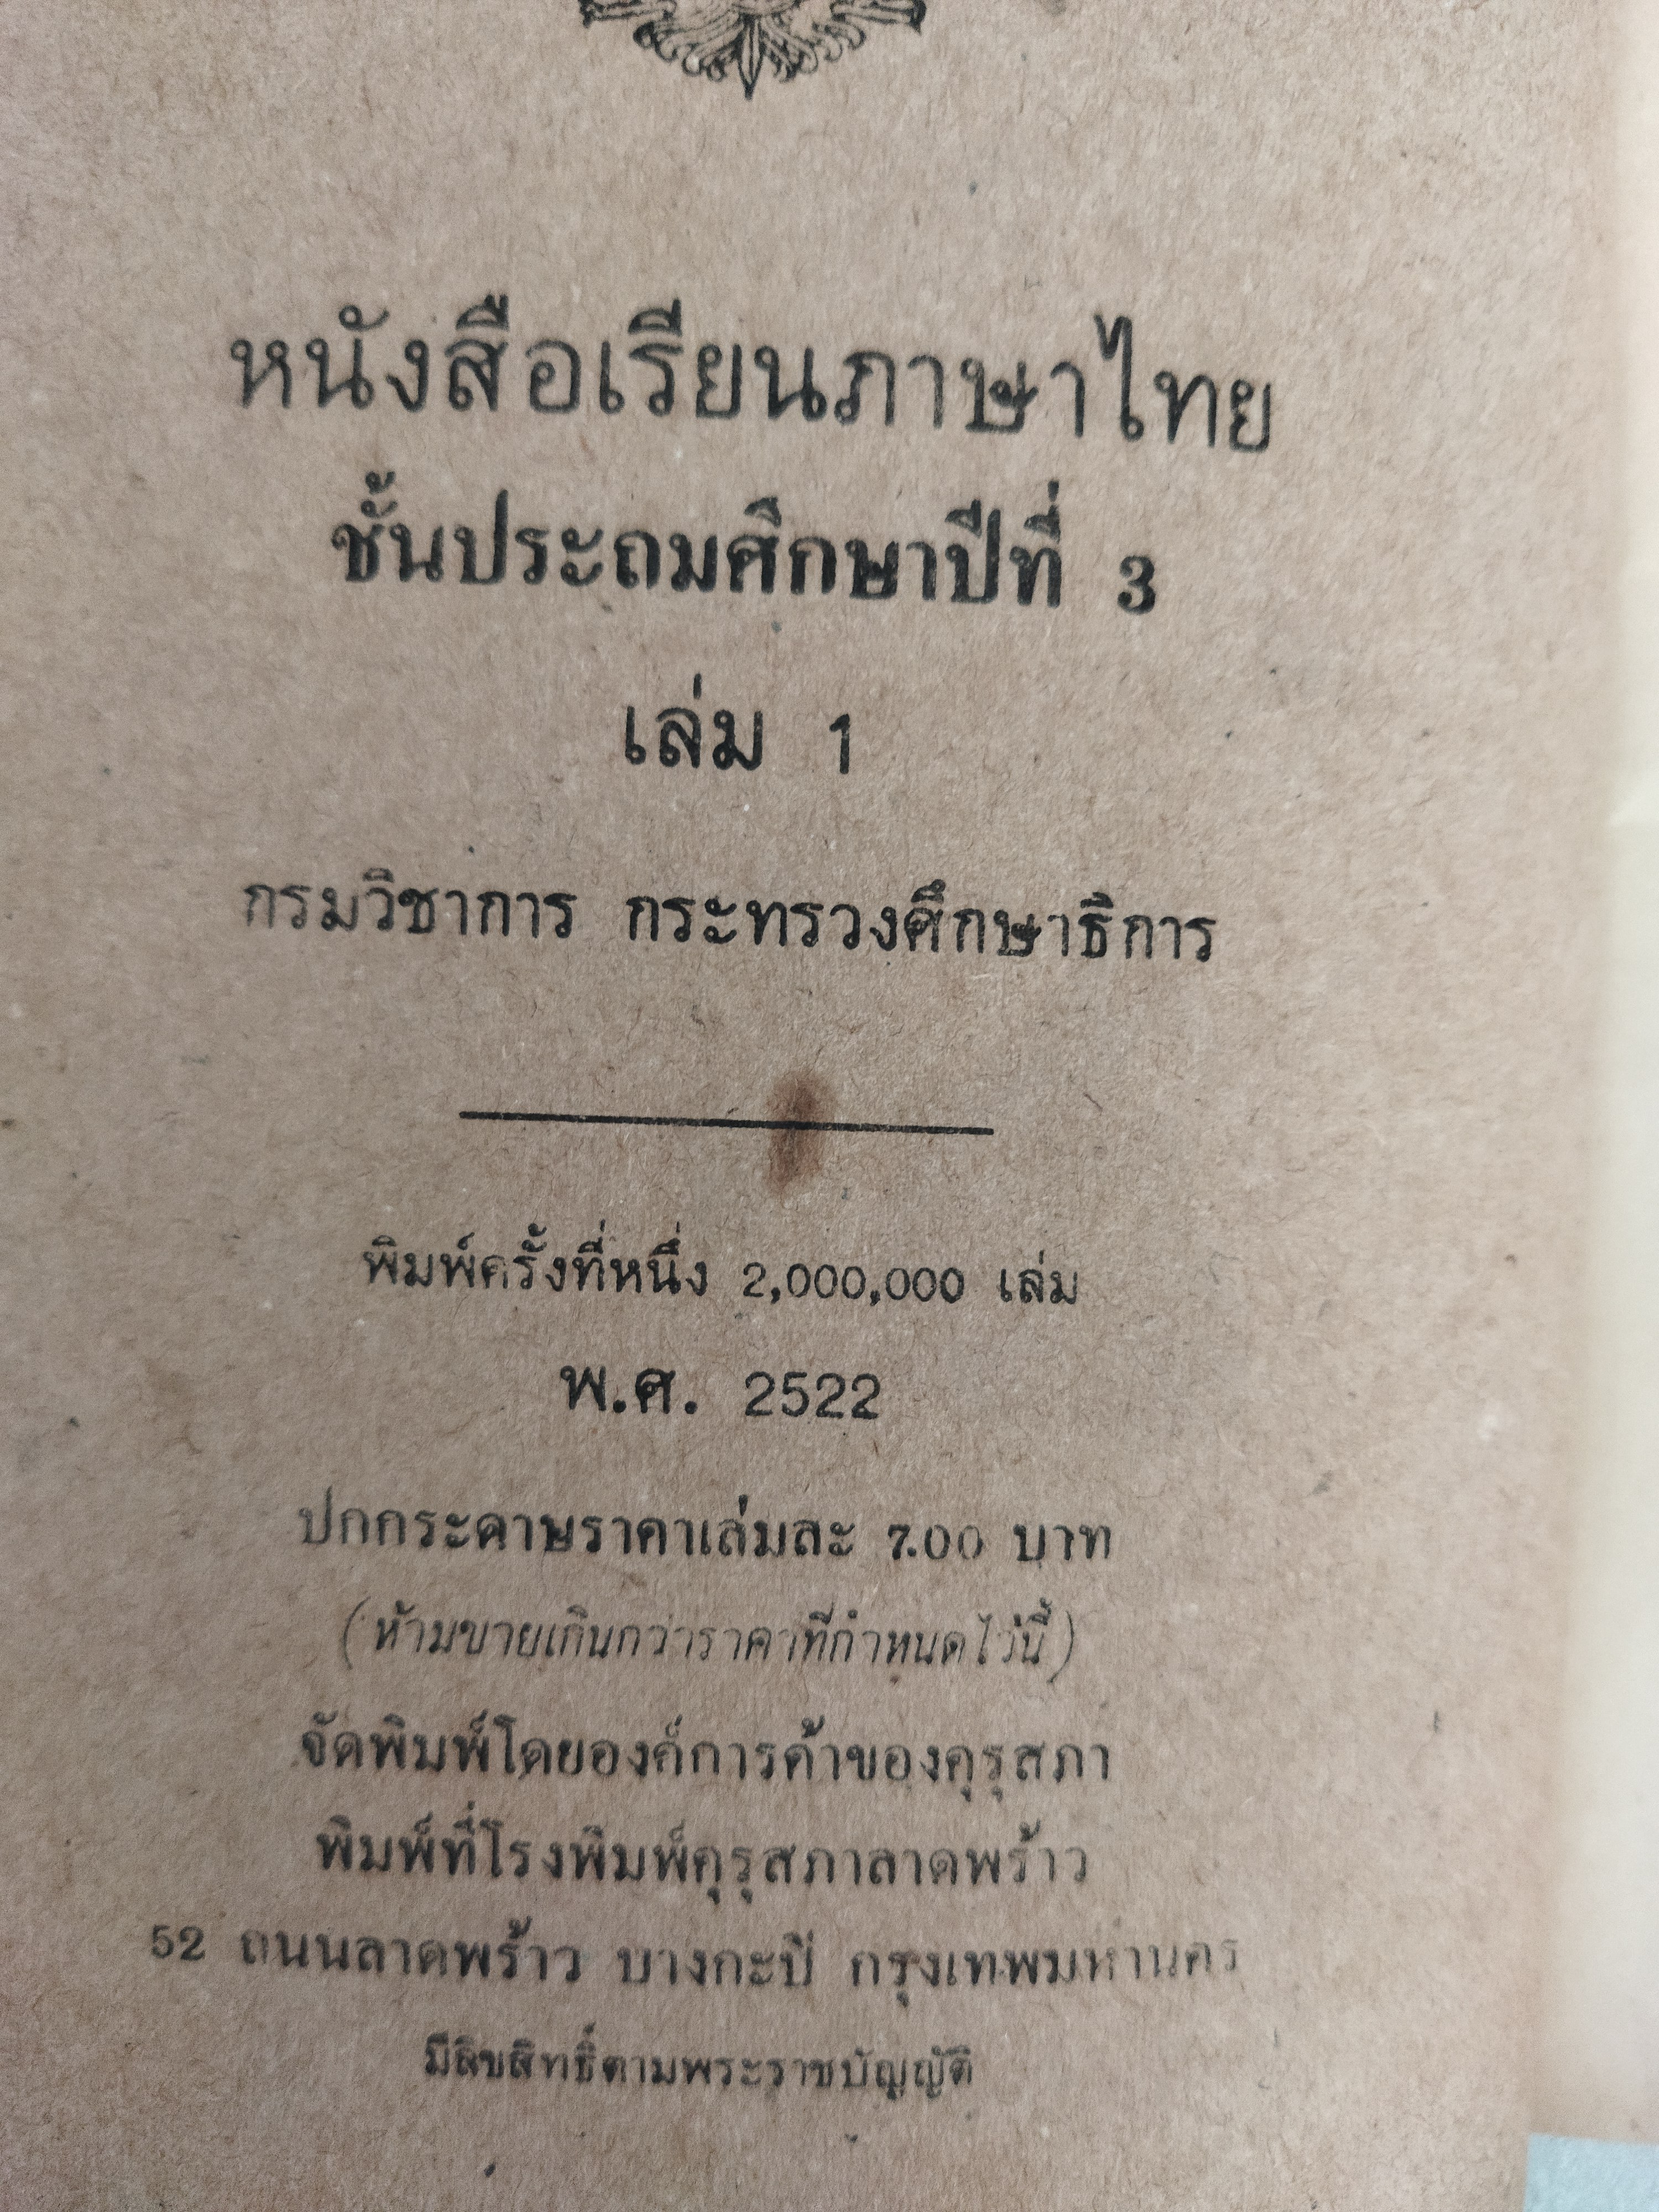 หนังสือเรียนภาษาไทย
ชั้นประถมศึกษาปีที่ 3
เล่ม 1
กรมวิชาการ กระทรวงศึกษาธิการ
พิมพ์ครั้งที่หนึ่ง 2,000,000 เล่ม
พ.ศ. 2522
ปกกระดาษราคาเล่มละ 7.00 บาท
(ห้ามขายเกินกว่าราคาที่กำหนดไว้นี้)
จัดพิมพ์โดยองค์การค้าของคุรุสภา
พิมพ์ที่โรงพิมพ์คุรุสภาลาดพร้าว
52 ถนนลาดพร้าว บางกะปิ กรุงเทพมหานคร
มีลิขสิทธิ์ตามพระราชบัญญัติ